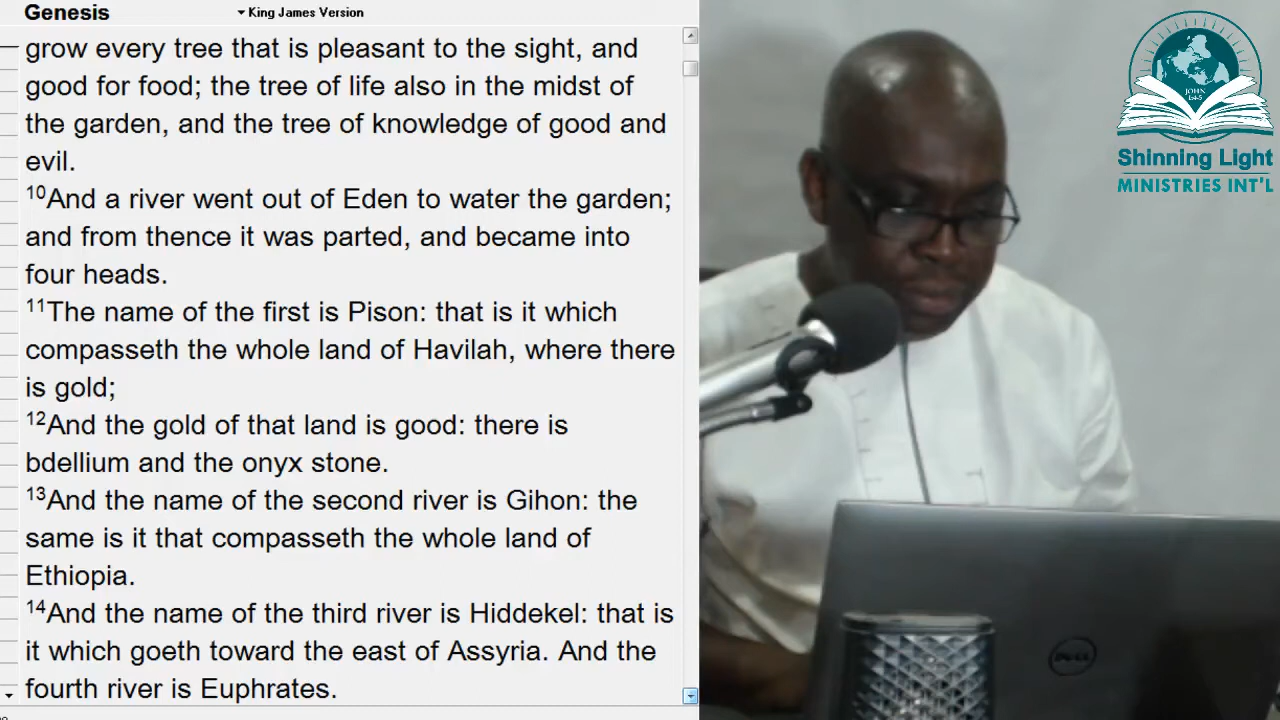 Genesis
King James Version
grow every tree that is pleasant to the sight, and
good for food; the tree of life also in the midst of
the garden, and the tree of knowledge of good and
evil.
10And a river went out of Eden to water the garden;
and from thence it was parted, and became into
four heads.
11The name of the first is Pison: that is it which
compasseth the whole land of Havilah, where there
is gold;
12And the gold of that land is good: there is
bdellium and the onyx stone.
13And the name of the second river is Gihon: the
same is it that compasseth the whole land of
Ethiopia.
14And the name of the third river is Hiddekel: that is
it which goeth toward the east of Assyria. And the
fourth river is Euphrates.
JOHN
1:4-5
Shinning Light
MINISTRIES INT'L
DELL